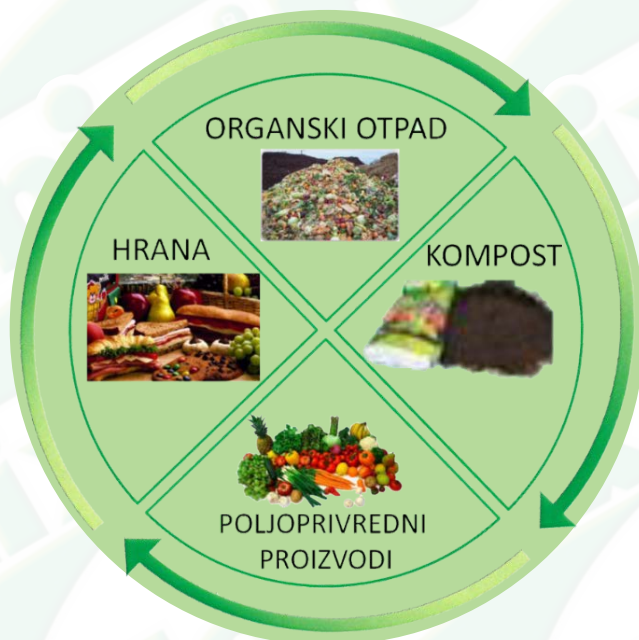 ORGANSKI OTPAD
HRANA
KOMPOST
POLJOPRIVREDNI
PROIZVODI